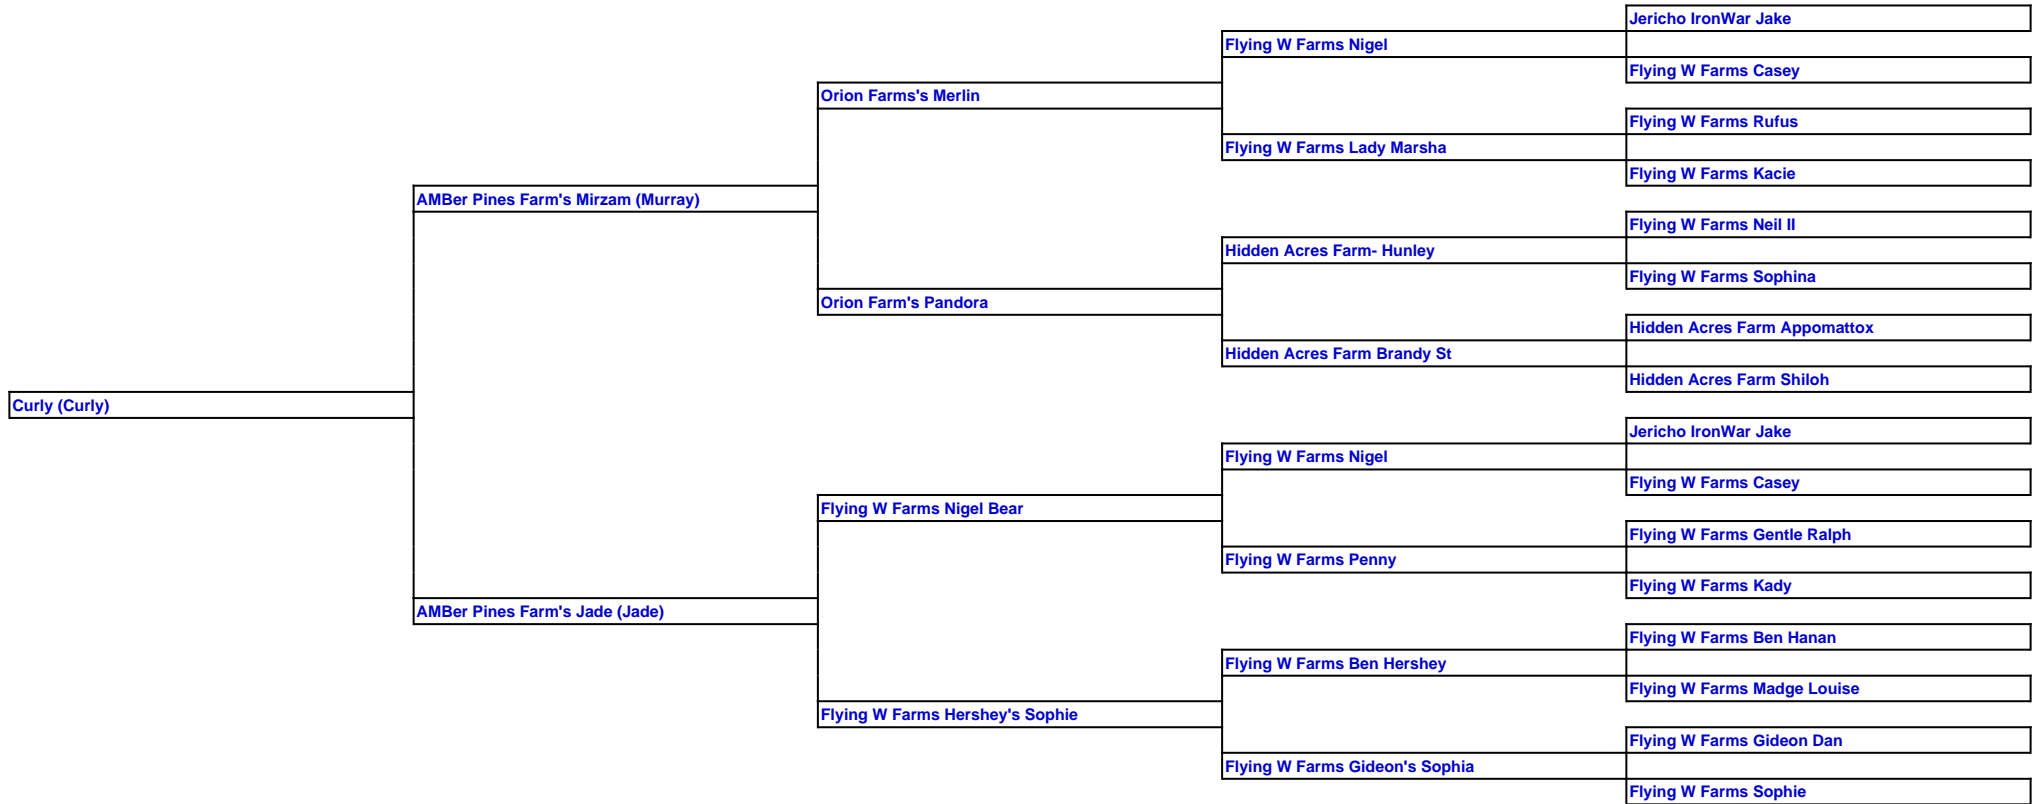 Jericho IronWar Jake
Flying W Farms Nigel
Flying W Farms Casey
Orion Farms's Merlin
Flying W Farms Rufus
Flying W Farms Lady Marsha
Flying W Farms Kacie
AMBer Pines Farm's Mirzam (Murray)
Flying W Farms Neil II
Hidden Acres Farm- Hunley
Flying W Farms Sophina
Orion Farm's Pandora
Hidden Acres Farm Appomattox
Hidden Acres Farm Brandy St
Hidden Acres Farm Shiloh
Curly (Curly)
Jericho IronWar Jake
Flying W Farms Nigel
Flying W Farms Casey
Flying W Farms Nigel Bear
Flying W Farms Gentle Ralph
Flying W Farms Penny
Flying W Farms Kady
AMBer Pines Farm's Jade (Jade)
Flying W Farms Ben Hanan
Flying W Farms Ben Hershey
Flying W Farms Madge Louise
Flying W Farms Hershey's Sophie
Flying W Farms Gideon Dan
Flying W Farms Gideon's Sophia
Flying W Farms Sophie